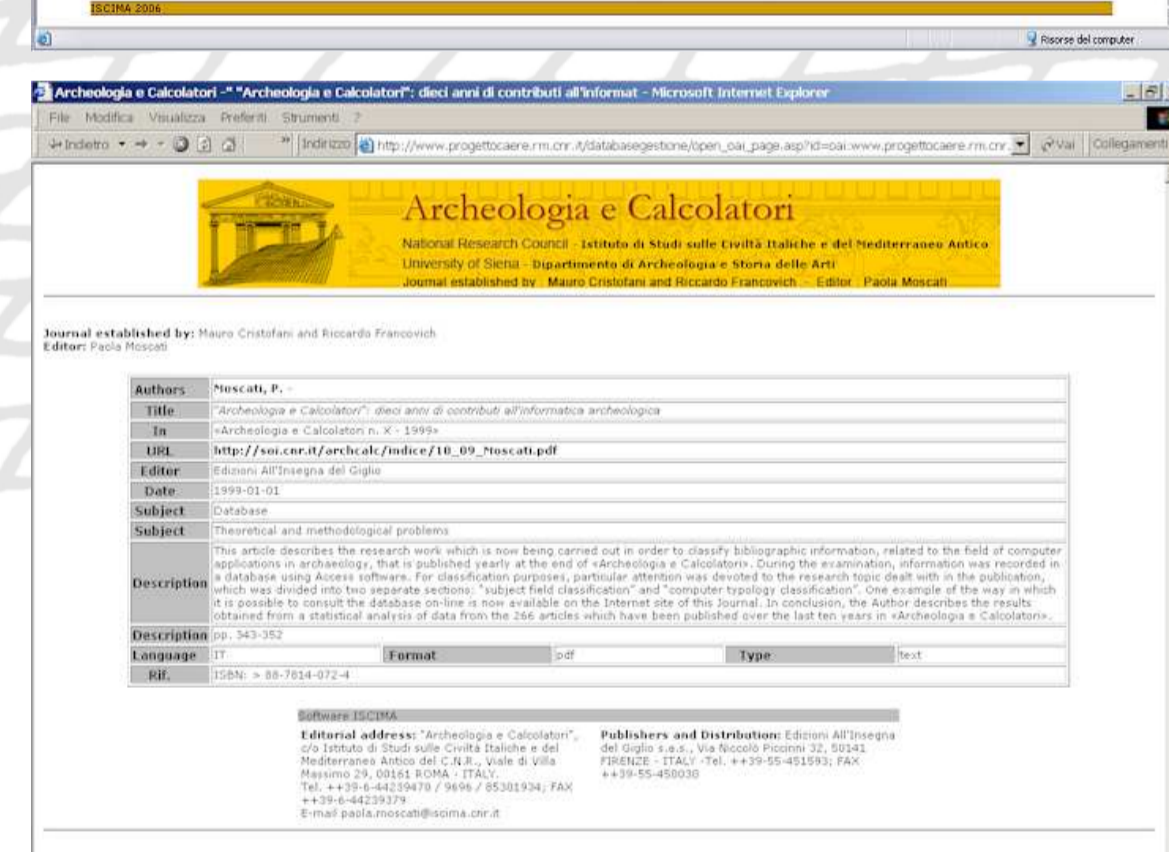 ISCIMA 2006
Risorse del computer
Archeologia e Calcolatori -" "Archeologia e Calcolatori": dieci anni di contributi all'informat - Microsoft Internet Explorer
File Modifica Visualizza Preferiti Strumenti ?
Indietro » Indirizzo http://www.progettocaere.rm.cnr.it/databasegestione/open_oai_page.asp?id=oai:www.progettocaere.rm.cnr. Vai Collegamenti
Archeologia e Calcolatori
National Research Council - Istituto di Studi sulle Civiltà Italiche e del Mediterraneo Antico
University of Siena - Dipartimento di Archeologia e Storia delle Arti
Journal established by : Mauro Cristofani and Riccardo Francovich - Editor : Paola Moscati
Journal established by: Mauro Cristofani and Riccardo Francovich
Editor: Paola Moscati
Authors Moscati, P. -
Title "Archeologia e Calcolatori": dieci anni di contributi all'informatica archeologica
In «Archeologia e Calcolatori n. X - 1999»
URL http://soi.cnr.it/archcalc/indice/10_09_Moscati.pdf
Editor Edizioni All'Insegna del Giglio
Date 1999-01-01
Subject Database
Subject Theoretical and methodological problems
This article describes the research work which is now being carried out in order to classify bibliographic information, related to the field of computer
applications in archaeology, that is published yearly at the end of «Archeologia e Calcolatori». During the examination, information was recorded in
Description a database using Access software. For classification purposes, particular attention was devoted to the research topic dealt with in the publication,
which was divided into two separate sections: "subject field classification" and "computer typology classification". One example of the way in which
it is possible to consult the database on-line is now available on the Internet site of this Journal. In conclusion, the Author describes the results
obtained from a statistical analysis of data from the 266 articles which have been published over the last ten years in «Archeologia e Calcolatori».
Description pp. 343-352
Language IT Format pdf Type text
Rif. ISBN: > 88-7814-072-4
Software ISCIMA
Editorial address: "Archeologia e Calcolatori",
c/o Istituto di Studi sulle Civiltà Italiche e del
Mediterraneo Antico del C.N.R., Viale di Villa
Massimo 29, 00161 ROMA - ITALY.
Tel. ++39-6-44239470 / 9696 / 85301934; FAX
++39-6-44239379
E-mail paola.moscati@iscima.cnr.it
Publishers and Distribution: Edizioni All'Insegna
del Giglio s.a.s., Via Niccolò Piccinni 32, 50141
FIRENZE - ITALY -Tel. ++39-55-451593; FAX
++39-55-450030